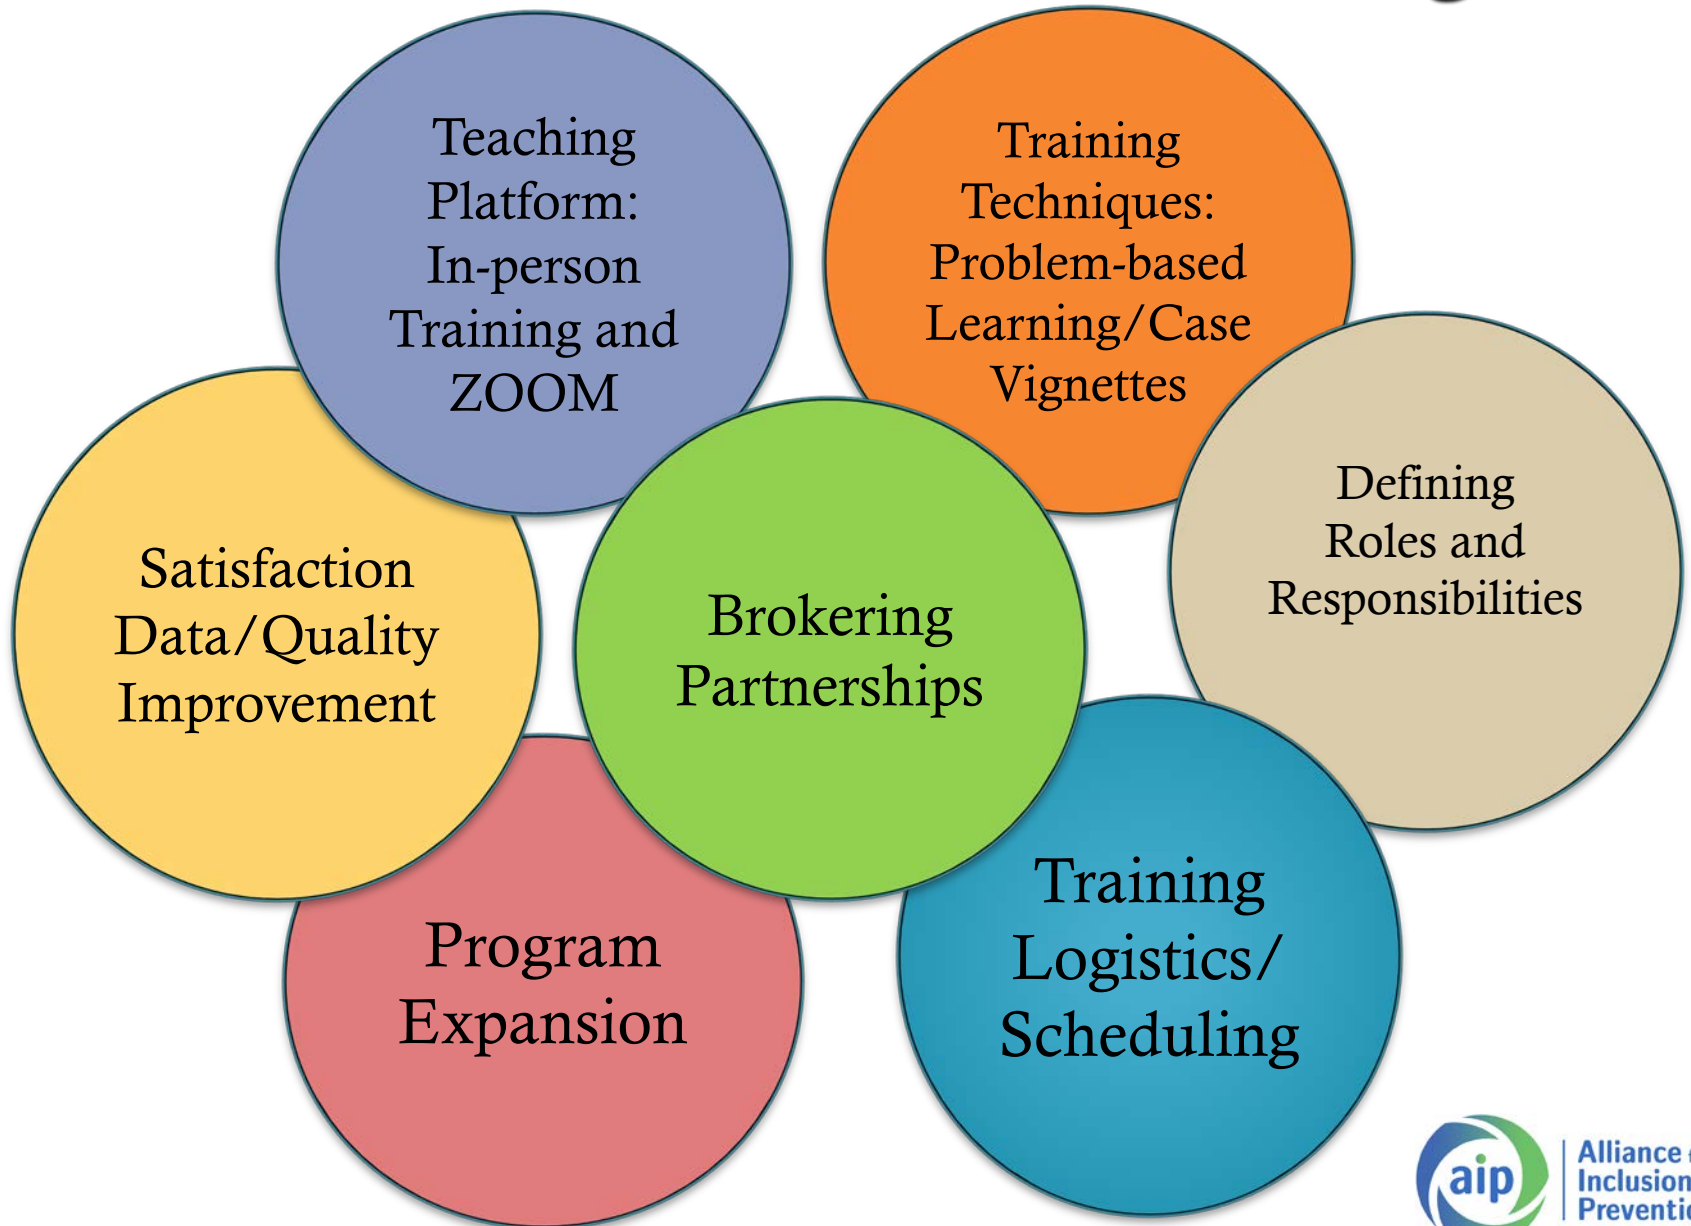 Teaching
Platform:
In-person
Training and
ZOOM
Training
Techniques:
Problem-based
Learning/Case
Vignettes
Defining
Roles and
Responsibilities
Satisfaction
Data/Quality
Improvement
Brokering
Partnerships
Program
Expansion
Training
Logistics/
Scheduling
aip
Alliance
Inclusion